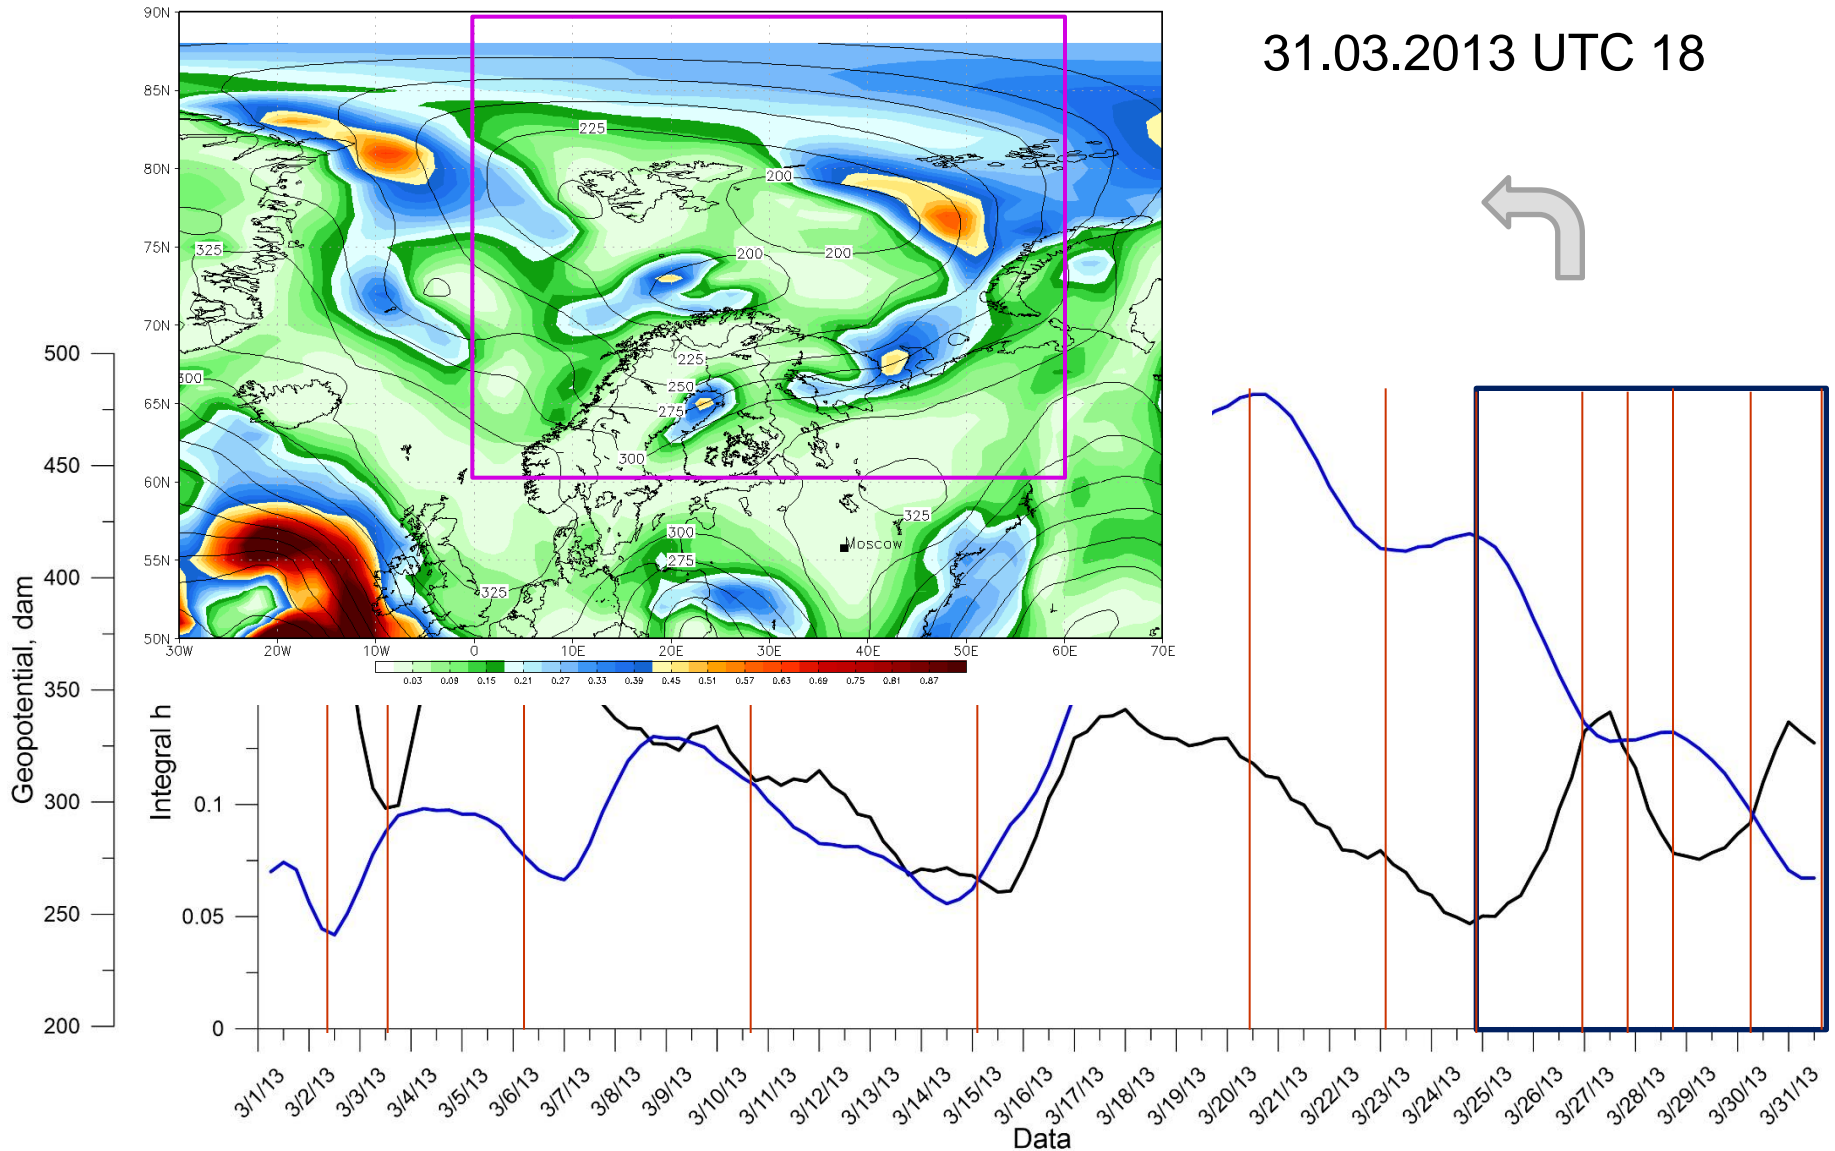 31.03.2013 UTC 18
90N
85N
80N
75N
70N
65N
60N
55N
50N
30W
20W
10W
0
10E
20E
30E
40E
50E
60E
70E
225
200
325
200
200
300
225
250
275
300
325
300
Moscow
275
325
0.03
0.09
0.15
0.21
0.27
0.33
0.39
0.45
0.51
0.57
0.63
0.69
0.75
0.81
0.87
Geopotential, dam
500
450
400
350
300
250
200
Integral h
0.1
0.05
0
3/1/13
3/2/13
3/3/13
3/4/13
3/5/13
3/6/13
3/7/13
3/8/13
3/9/13
3/10/13
3/11/13
3/12/13
3/13/13
3/14/13
3/15/13
3/16/13
3/17/13
3/18/13
3/19/13
3/20/13
3/21/13
3/22/13
3/23/13
3/24/13
3/25/13
3/26/13
3/27/13
3/28/13
3/29/13
3/30/13
3/31/13
Data